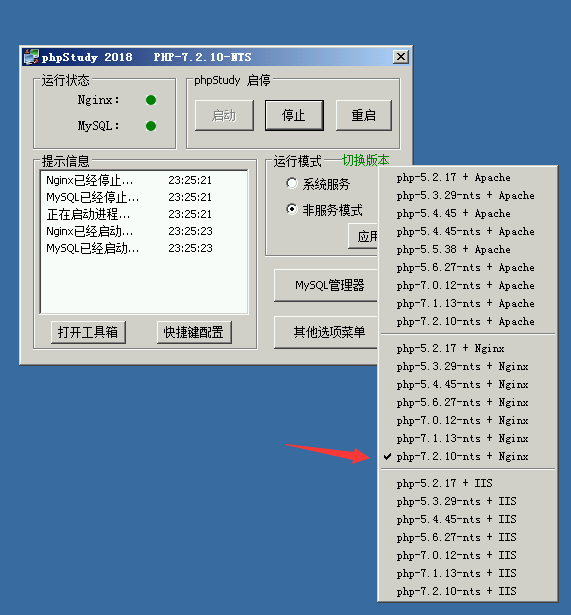 phpStudy 2018 PHP-7.2.10-NTS
运行状态
Nginx:
MySQL:
phpStudy 启停
启动
停止
重启
提示信息
Nginx已经停止... 23:25:21
MySQL已经停止... 23:25:21
正在启动进程... 23:25:21
Nginx已经启动... 23:25:23
MySQL已经启动... 23:25:23
打开工具箱
快捷键配置
运行模式
切换版本
系统服务
非服务模式
应用
MySQL管理器
其他选项菜单
php-5.2.17 + Apache
php-5.3.29-nts + Apache
php-5.4.45 + Apache
php-5.4.45-nts + Apache
php-5.5.38 + Apache
php-5.6.27-nts + Apache
php-7.0.12-nts + Apache
php-7.1.13-nts + Apache
php-7.2.10-nts + Apache
php-5.2.17 + Nginx
php-5.3.29-nts + Nginx
php-5.4.45-nts + Nginx
php-5.6.27-nts + Nginx
php-7.0.12-nts + Nginx
php-7.1.13-nts + Nginx
php-7.2.10-nts + Nginx
php-5.2.17 + IIS
php-5.3.29-nts + IIS
php-5.4.45-nts + IIS
php-5.6.27-nts + IIS
php-7.0.12-nts + IIS
php-7.1.13-nts + IIS
php-7.2.10-nts + IIS